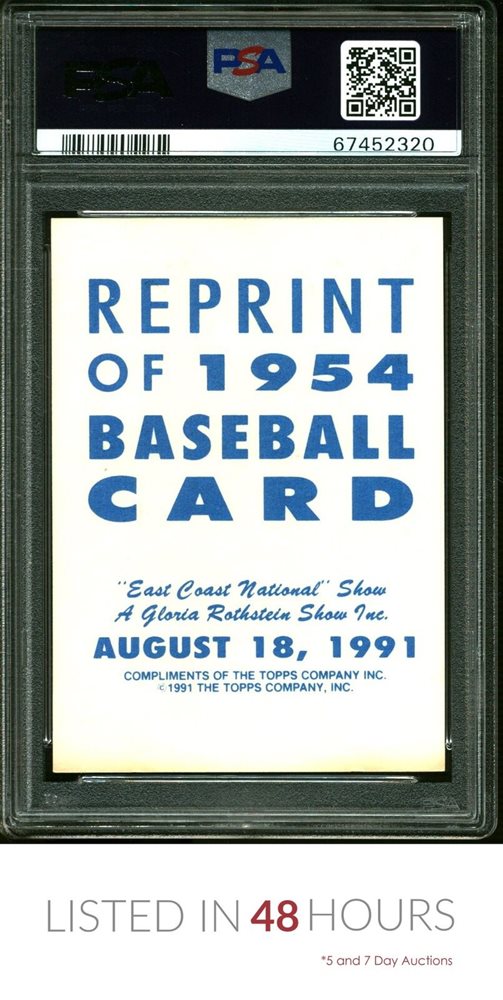 PSA
PSA
67452320
REPRINT
OF 1954
BASEBALL
CARD
"East Coast National" Show
A Gloria Rothstein Show Inc.
AUGUST 18, 1991
COMPLIMENTS OF THE TOPPS COMPANY INC.
© 1991 THE TOPPS COMPANY, INC.
LISTED IN 48 HOURS
*5 and 7 Day Auctions